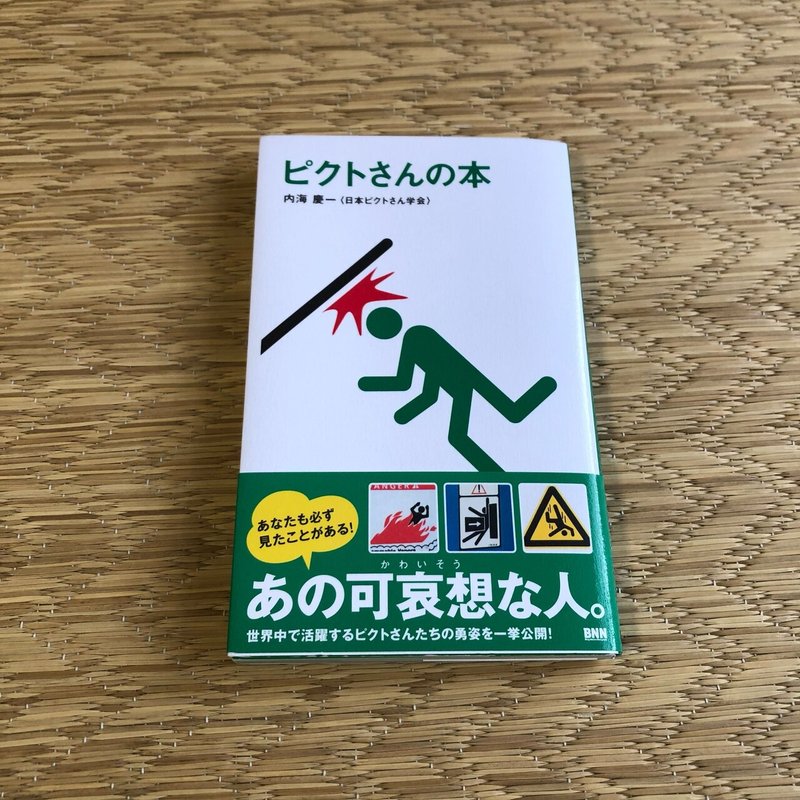 ピクトさんの本
内海 慶一〈日本ピクトさん学会〉
あなたも必ず
見たことがある!
かわいそう
あの可哀想な人。
世界中で活躍するピクトさんたちの勇姿を一挙公開!
BNN